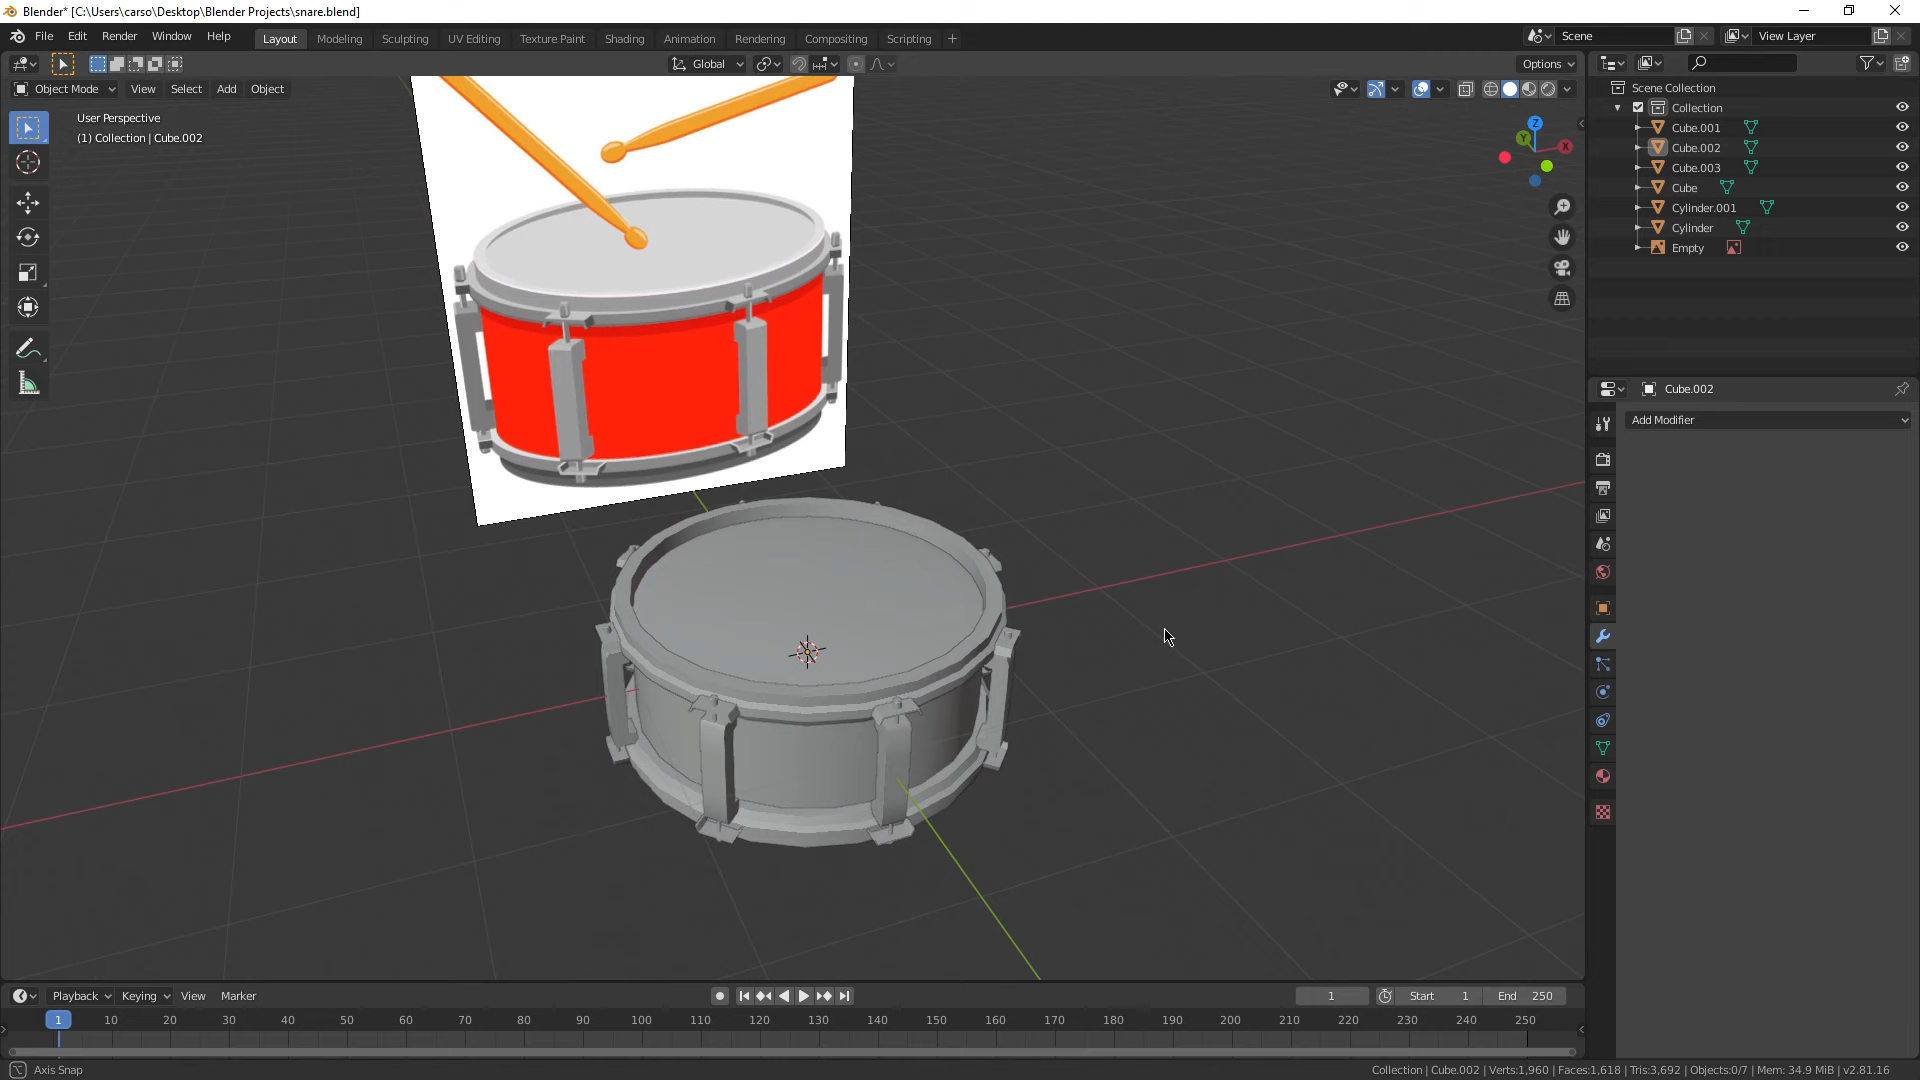 Blender* [C:\Users\carso\Desktop\Blender Projects\snare.blend]
File Edit Render Window Help
Layout Modeling Sculpting UV Editing Texture Paint Shading Animation Rendering Compositing Scripting +
Scene
View Layer
Global
Options
Object Mode View Select Add Object
User Perspective
(1) Collection | Cube.002
Z
Y
X
Scene Collection
Collection
Cube.001
Cube.002
Cube.003
Cube
Cylinder.001
Cylinder
Empty
Cube.002
Add Modifier
Playback Keying View Marker
1
Start 1
End 250
1 10 20 30 40 50 60 70 80 90 100 110 120 130 140 150 160 170 180 190 200 210 220 230 240 250
Axis Snap
Collection | Cube.002 | Verts:1,960 | Faces:1,618 | Tris:3,692 | Objects:0/7 | Mem: 34.9 MiB | v2.81.16